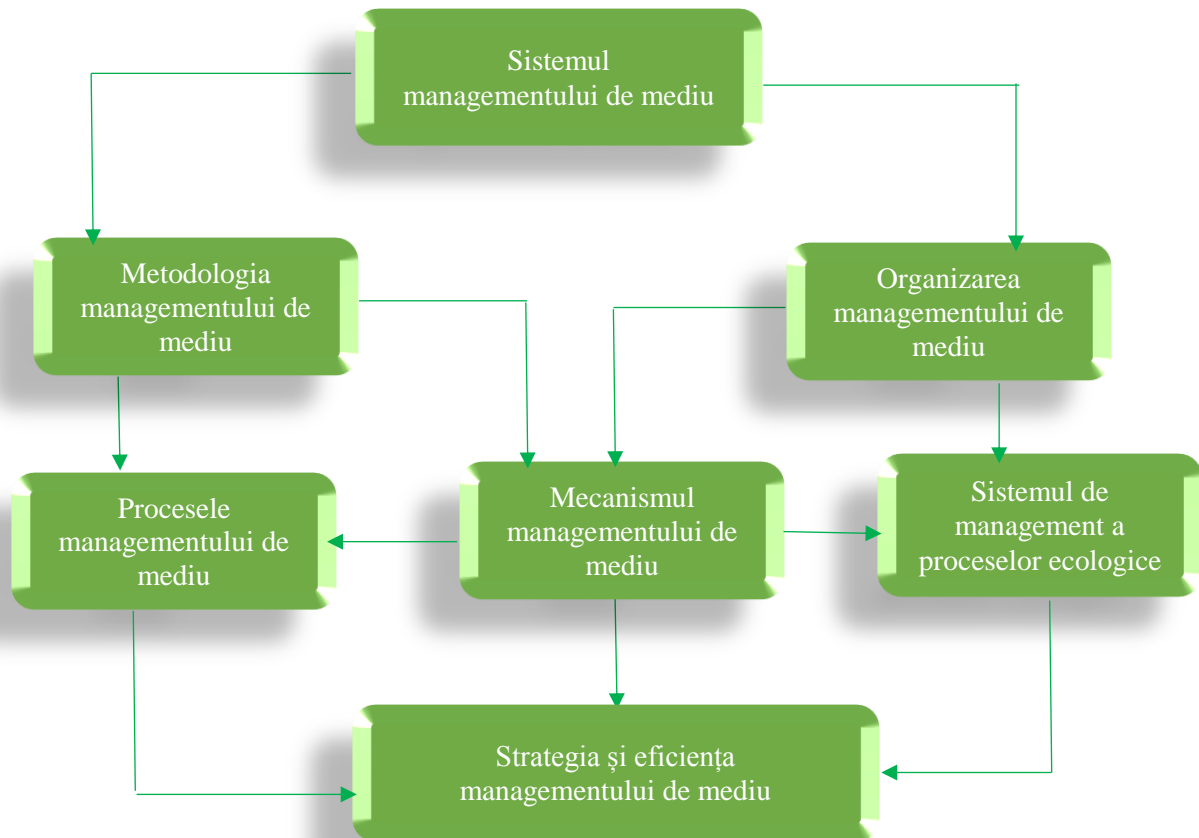 Sistemul
managementului de mediu
Metodologia
managementului de
mediu
Organizarea
managementului de
mediu
Procesele
managementului de
mediu
Mecanismul
managementului de
mediu
Sistemul de
management a
proceselor ecologice
Strategia și eficiența
managementului de mediu